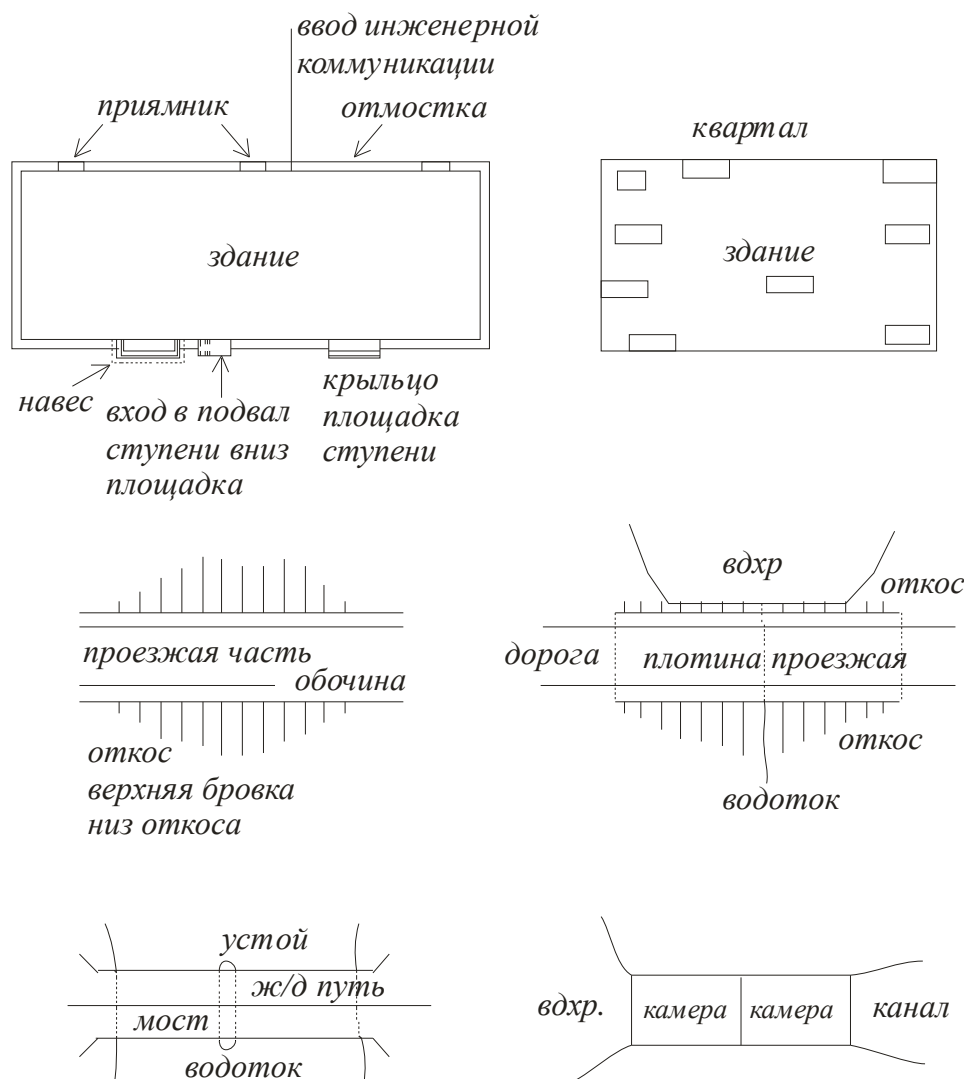 ввод инженерной
коммуникации
приямник
отмостка
здание
навес
вход в подвал
ступени вниз
площадка
крыльцо
площадка
ступени
квартал
здание
проезжая часть
обочина
откос
верхняя бровка
низ откоса
вдхр
откос
дорога
плотина
проезжая
откос
водоток
устой
ж/д путь
мост
водоток
вдхр.
камера
камера
канал